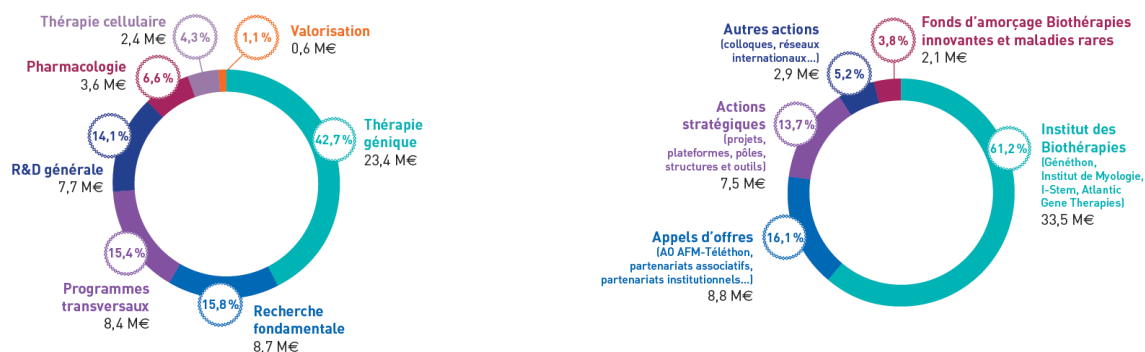 Thérapie cellulaire
2,4 M€
4,3%
1,1%
Valorisation
0,6 M€
Pharmacologie
3,6 M€
6,6%
14,1%
R&D générale
7,7 M€
42,7%
Thérapie
génique
23,4 M€
15,4%
Programmes
transversaux
8,4 M€
15,8%
Recherche
fondamentale
8,7 M€
Autres actions
(colloques, réseaux
internationaux...)
2,9 M€
5,2%
3,8%
Fonds d'amorçage Biothérapies
innovantes et maladies rares
2,1 M€
Actions
stratégiques
(projets,
plateformes, pôles,
structures et outils)
7,5 M€
13,7%
61,2%
Institut des
Biothérapies
(Généthon,
Institut de Myologie,
I-Stem, Atlantic
Gene Therapies)
33,5 M€
Appels d'offres
(AO AFM-Téléthon,
partenariats associatifs,
partenariats institutionnels...)
8,8 M€
16,1%